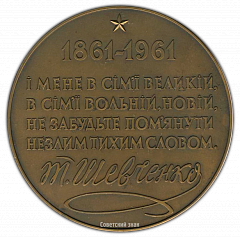 1861-1961
І МЕНЕ В СІМ'Ї ВЕЛИКІЙ,
В СІМ'Ї ВОЛЬНІЙ, НОВІЙ,
НЕ ЗАБУДЬТЕ ПОМ'ЯНУТИ
НЕЗЛИМ ТИХИМ СЛОВОМ.
Т. Шевченко
Советский знак